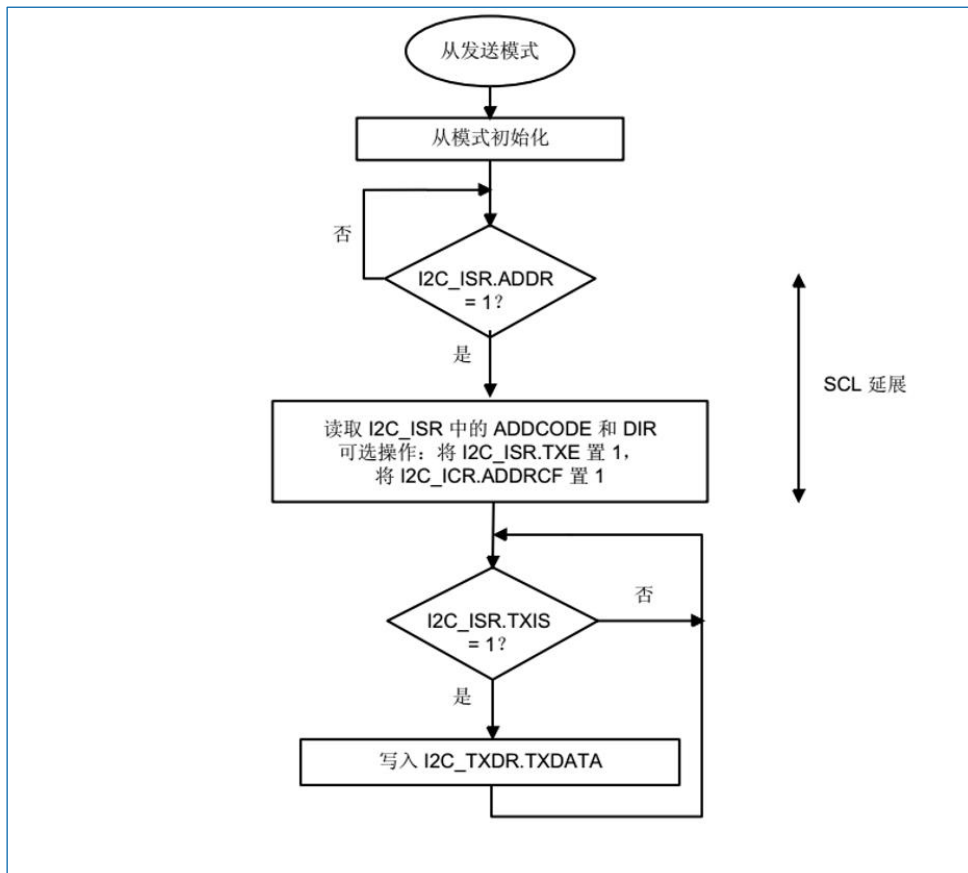 从发送模式
从模式初始化
否
I2C_ISR.ADDR
= 1?
是
SCL 延展
读取 I2C_ISR 中的 ADDCODE 和 DIR
可选操作：将 I2C_ISR.TXE 置 1，
将 I2C_ICR.ADDRCF 置 1
否
I2C_ISR.TXIS
= 1?
是
写入 I2C_TXDR.TXDATA